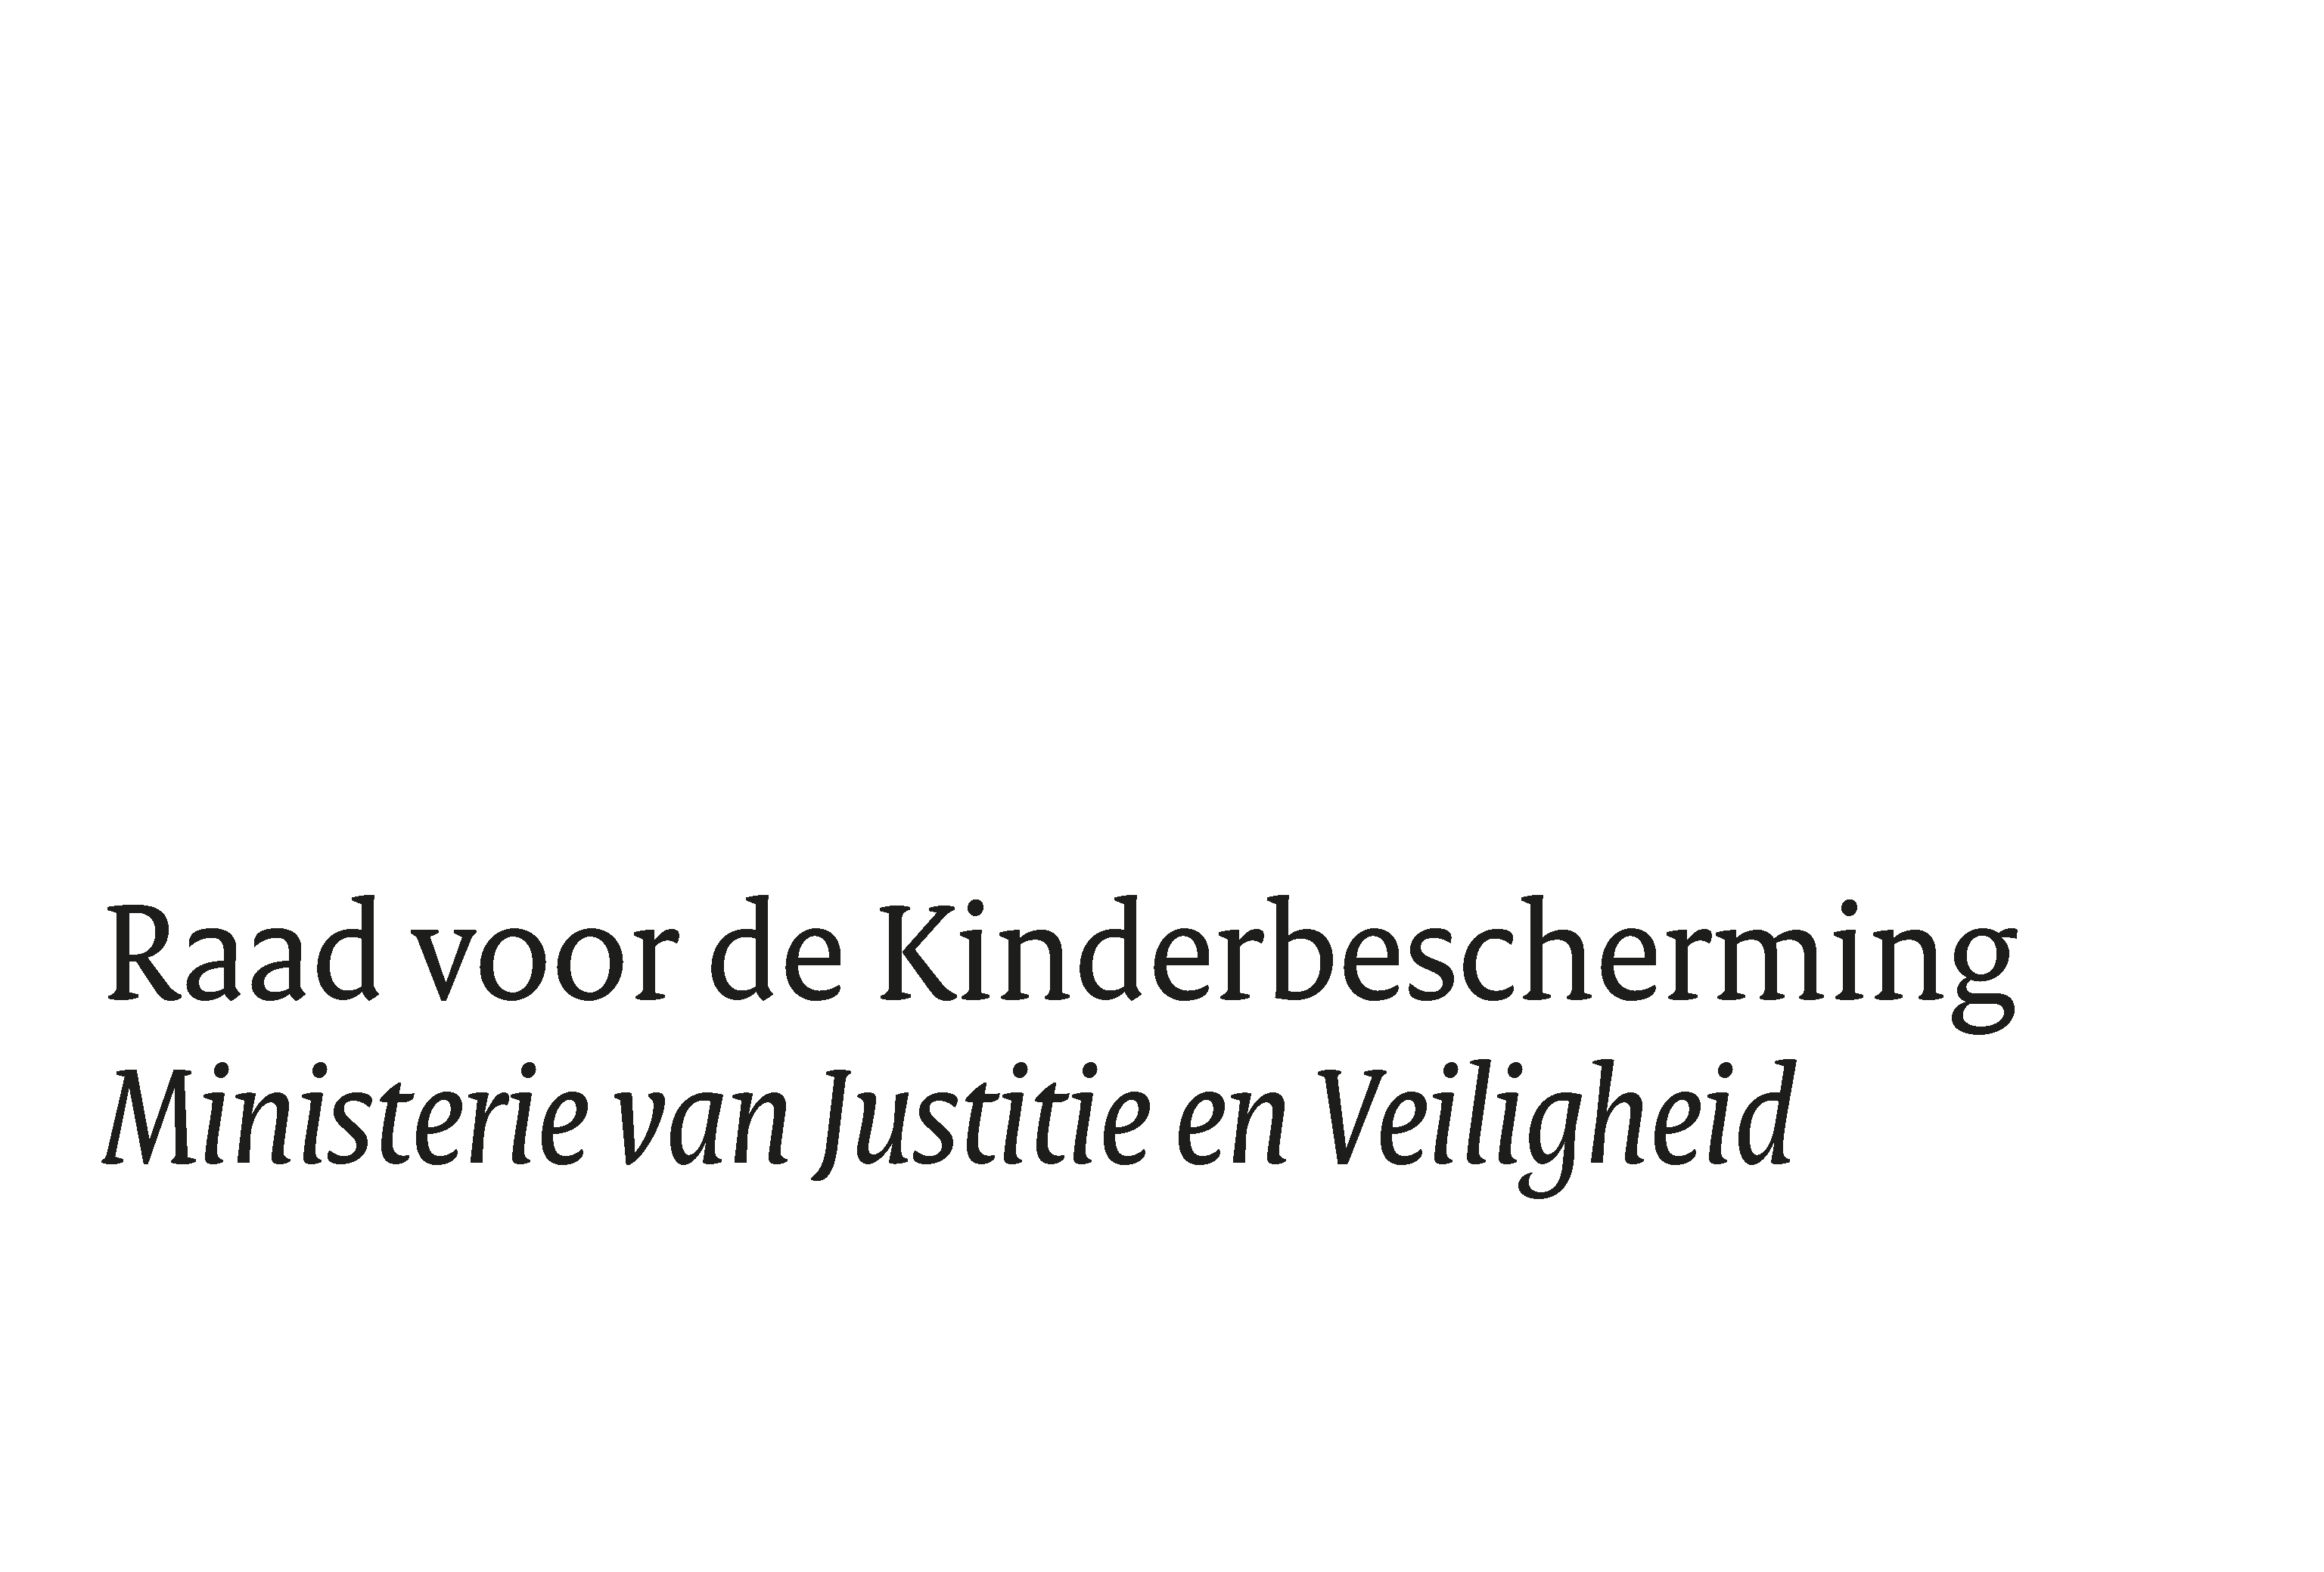 Raad voor de Kinderbescherming
Ministerie van Justitie en Veiligheid